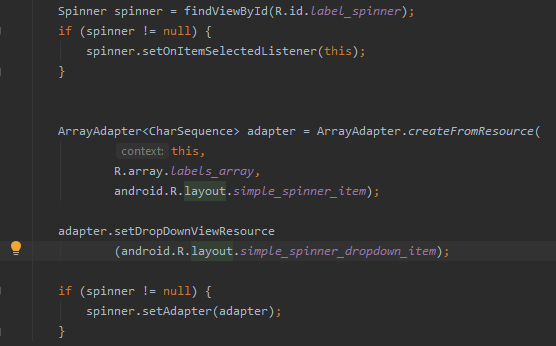 Spinner spinner = findViewById(R.id.label_spinner);
if (spinner != null) {
spinner.setOnItemSelectedListener(this);
}
ArrayAdapter<CharSequence> adapter = ArrayAdapter.createFromResource(
context: this,
R.array.labels_array,
android.R.layout.simple_spinner_item);
adapter.setDropDownViewResource
(android.R.layout.simple_spinner_dropdown_item);
if (spinner != null) {
spinner.setAdapter(adapter);
}